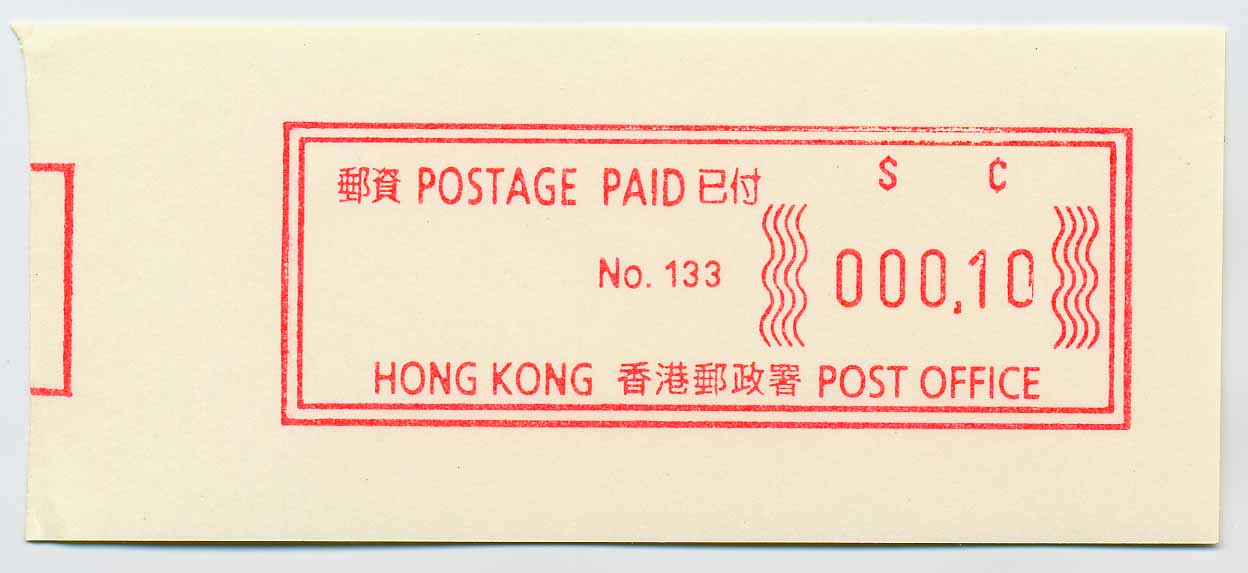 郵資 POSTAGE PAID 已付
$ ¢
No. 133
000,10
HONG KONG 香港郵政署 POST OFFICE